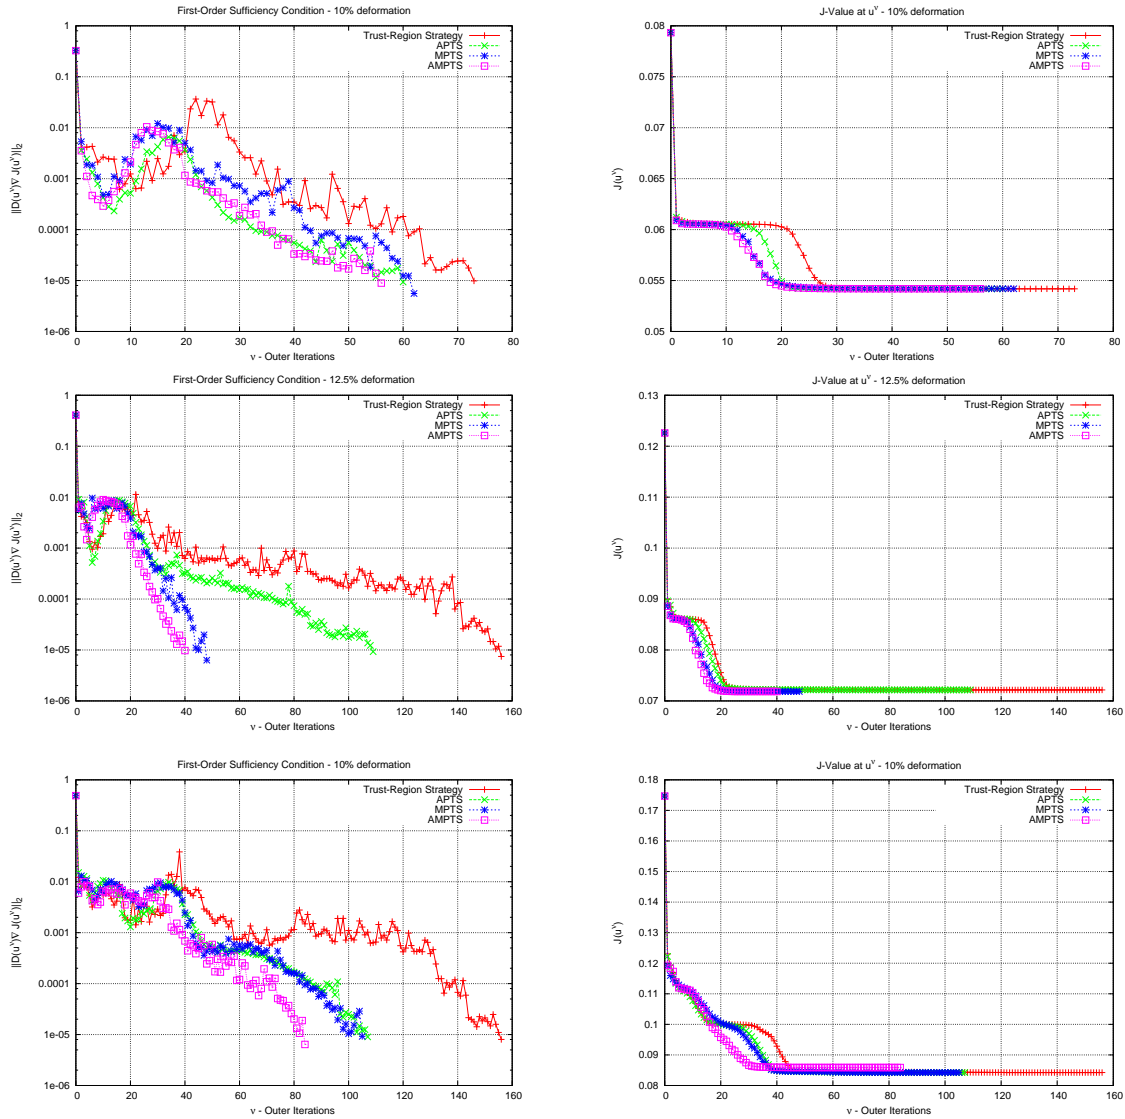 First-Order Sufficiency Condition - 10% deformation
1
0.1
0.01
0.001
0.0001
1e-05
1e-06
0 10 20 30 40 50 60 70 80
||D(u^ν)∇ J(u^ν)||_2
ν - Outer Iterations
Trust-Region Strategy
APTS
MPTS
AMPTS
J-Value at u^ν - 10% deformation
0.08
0.075
0.07
0.065
0.06
0.055
0.05
0 10 20 30 40 50 60 70 80
J(u^ν)
ν - Outer Iterations
Trust-Region Strategy
APTS
MPTS
AMPTS
First-Order Sufficiency Condition - 12.5% deformation
1
0.1
0.01
0.001
0.0001
1e-05
1e-06
0 20 40 60 80 100 120 140 160
||D(u^ν)∇ J(u^ν)||_2
ν - Outer Iterations
Trust-Region Strategy
APTS
MPTS
AMPTS
J-Value at u^ν - 12.5% deformation
0.13
0.12
0.11
0.1
0.09
0.08
0.07
0 20 40 60 80 100 120 140 160
J(u^ν)
ν - Outer Iterations
Trust-Region Strategy
APTS
MPTS
AMPTS
First-Order Sufficiency Condition - 10% deformation
1
0.1
0.01
0.001
0.0001
1e-05
1e-06
0 20 40 60 80 100 120 140 160
||D(u^ν)∇ J(u^ν)||_2
ν - Outer Iterations
Trust-Region Strategy
APTS
MPTS
AMPTS
J-Value at u^ν - 10% deformation
0.18
0.17
0.16
0.15
0.14
0.13
0.12
0.11
0.1
0.09
0.08
0 20 40 60 80 100 120 140 160
J(u^ν)
ν - Outer Iterations
Trust-Region Strategy
APTS
MPTS
AMPTS